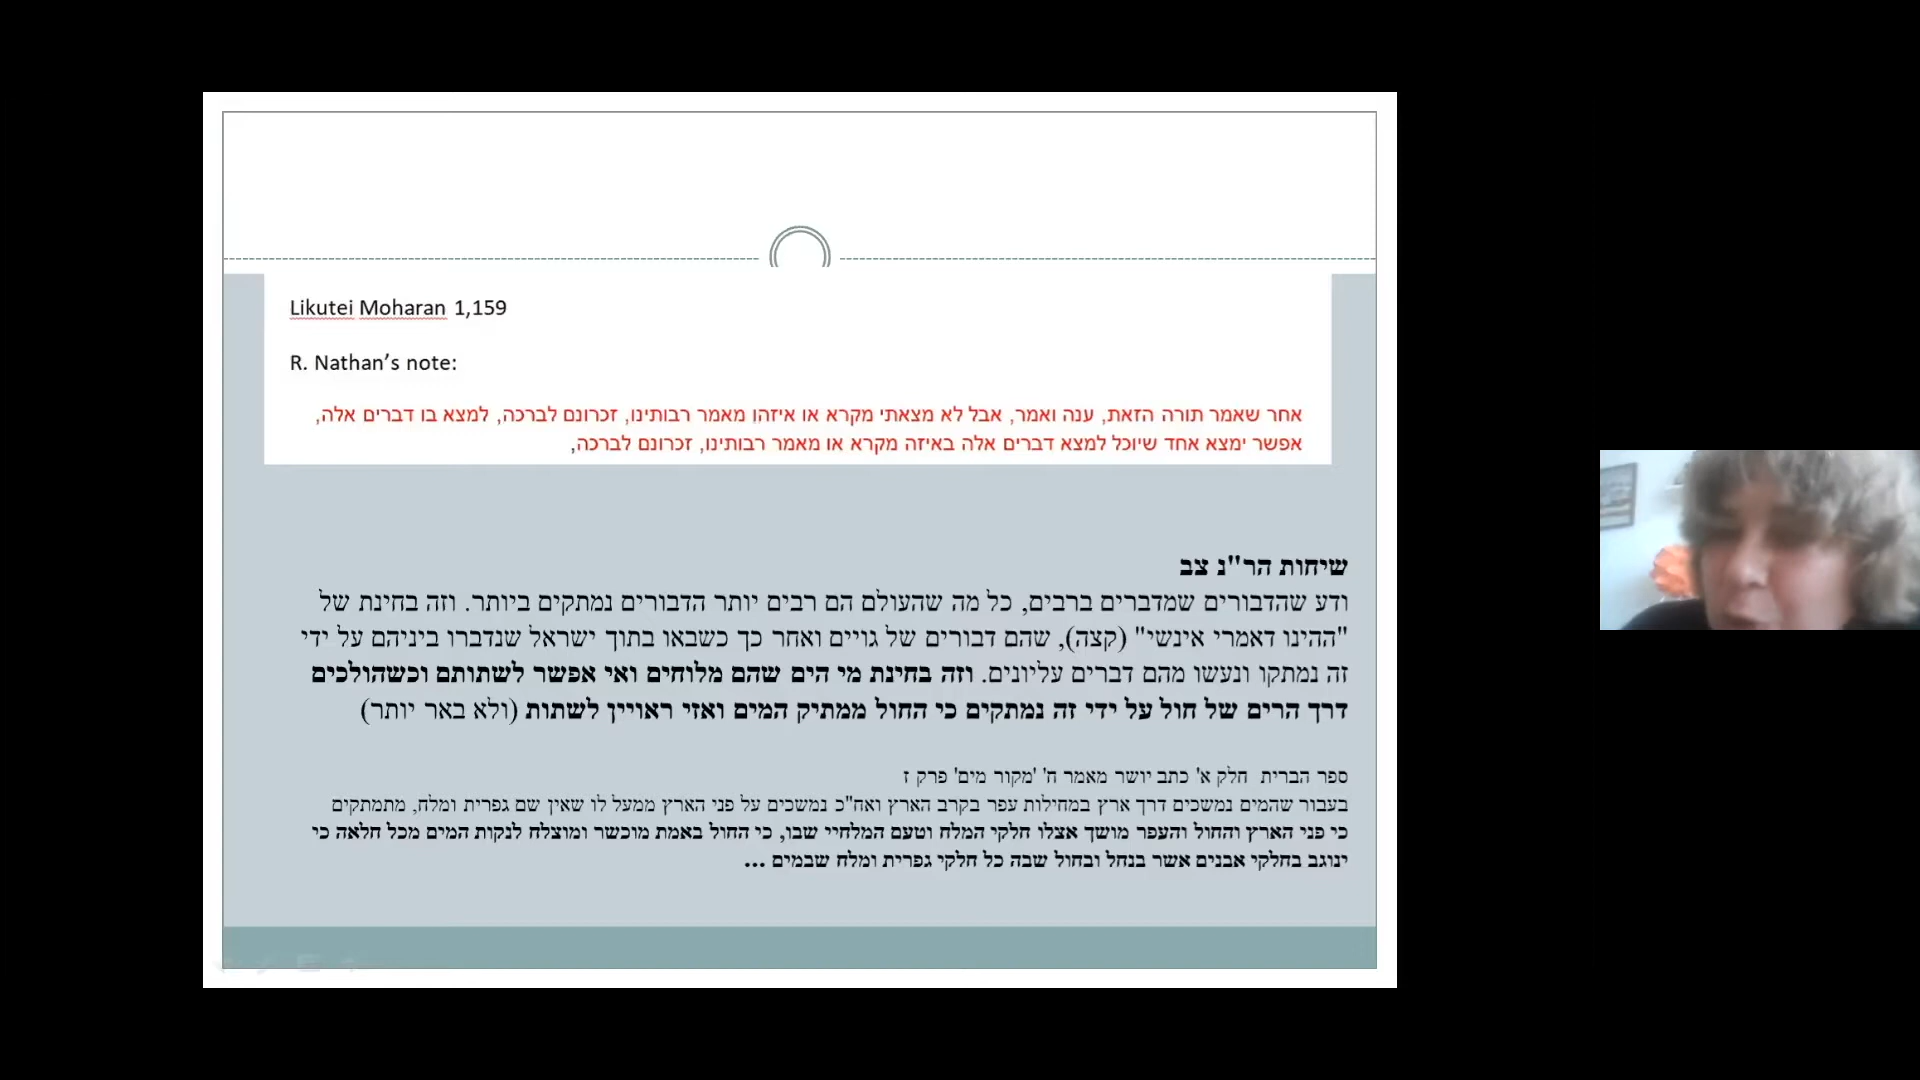 Likutei Moharan 1,159
R. Nathan’s note:
אחר שאמר תורה הזאת, ענה ואמר, אבל לא מצאתי מקרא או איזהו מאמר רבותינו, זכרונם לברכה, למצא בו דברים אלה,
אפשר ימצא אחד שיוכל למצא דברים אלה באיזה מקרא או מאמר רבותינו, זכרונם לברכה,
שיחות הר"נ צב
ודע שהדבורים שמדברים ברבים, כל מה שהעולם הם רבים יותר הדבורים נמתקים ביותר. וזה בחינת של
"ההינו דאמרי אינשי" (קצה), שהם דבורים של גויים ואחר כך כשבאו בתוך ישראל שנדברו ביניהם על ידי
זה נמתקו ונעשו מהם דברים עליונים. וזה בחינת מי הים שהם מלוחים ואי אפשר לשתותם וכשהולכים
דרך הרים של חול על ידי זה נמתקים כי החול ממתיק המים ואזי ראויין לשתות (ולא באר יותר)
ספר הברית חלק א' כתב יושר מאמר ח' 'מקור מים' פרק ז
בעבור שהמים נמשכים דרך ארץ במחילות עפר בקרב הארץ ואח"כ נמשכים על פני הארץ ממעל לו שאין שם גפרית ומלח, מתמתקים
כי פני הארץ והחול והעפר מושך אצלו חלקי המלח וטעם המלחיי שבו, כי החול באמת מוכשר ומוצלח לנקות המים מכל חלאה כי
ינוגב בחלקי אבנים אשר בנחל ובחול שבה כל חלקי גפרית ומלח שבמים ...